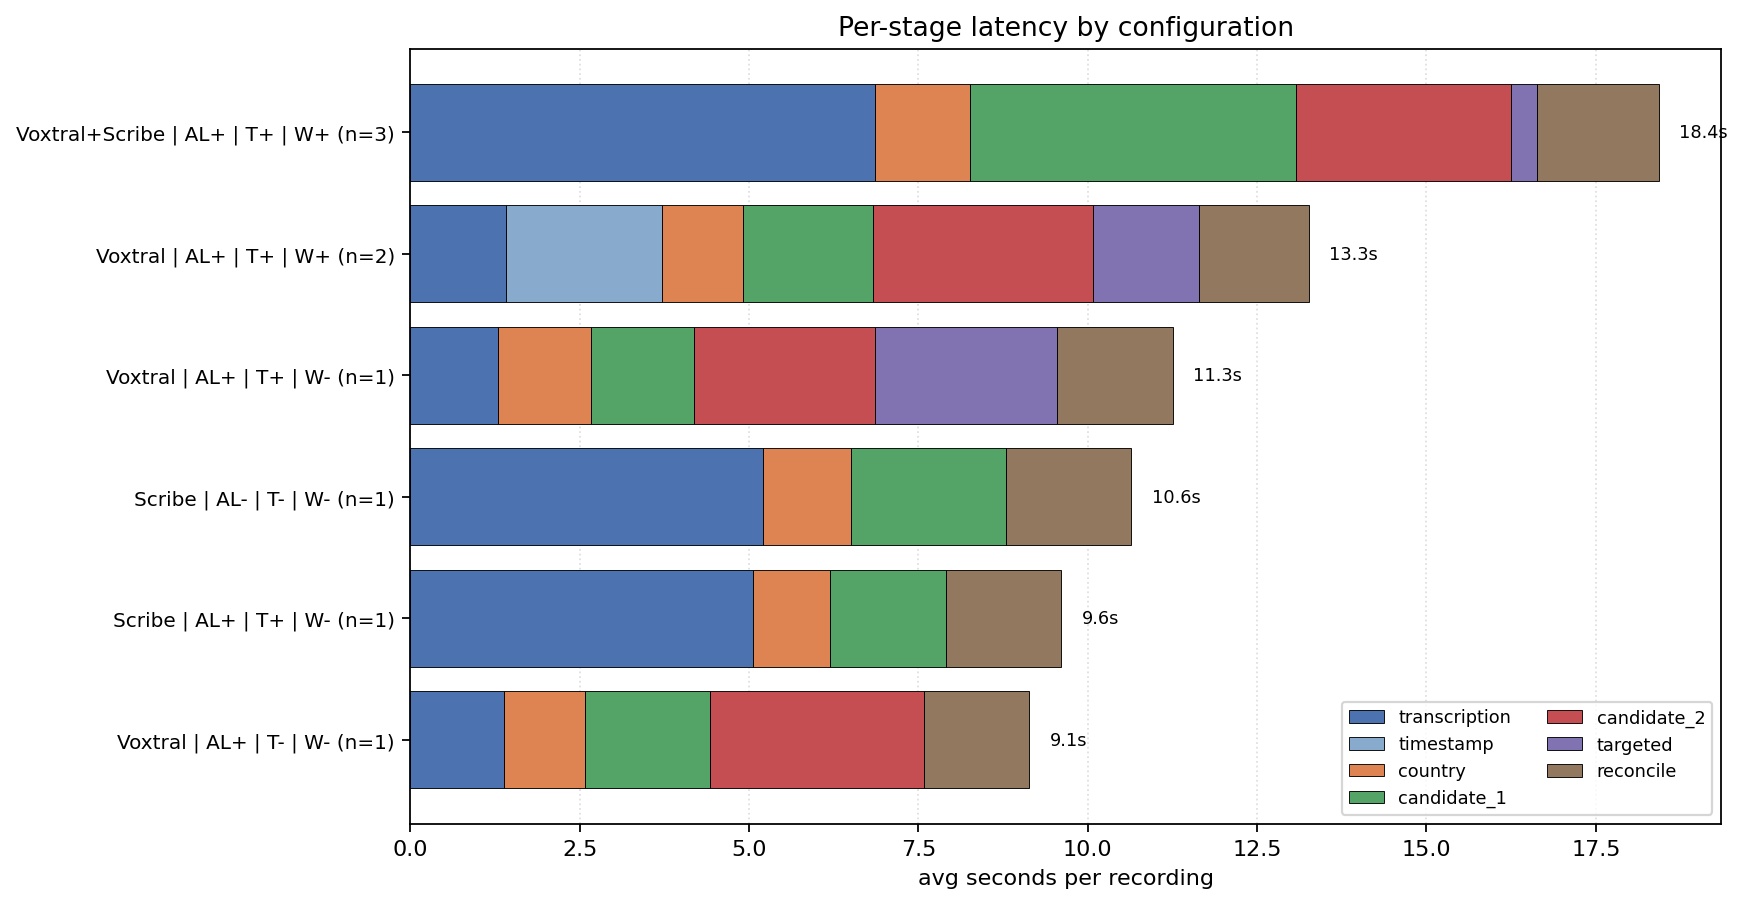 Per-stage latency by configuration
Voxtral+Scribe | AL+ | T+ | W+ (n=3)
18.4s
Voxtral | AL+ | T+ | W+ (n=2)
13.3s
Voxtral | AL+ | T+ | W- (n=1)
11.3s
Scribe | AL- | T- | W- (n=1)
10.6s
Scribe | AL+ | T+ | W- (n=1)
9.6s
Voxtral | AL+ | T- | W- (n=1)
9.1s
transcription
timestamp
country
candidate_1
candidate_2
targeted
reconcile
0.0 2.5 5.0 7.5 10.0 12.5 15.0 17.5
avg seconds per recording